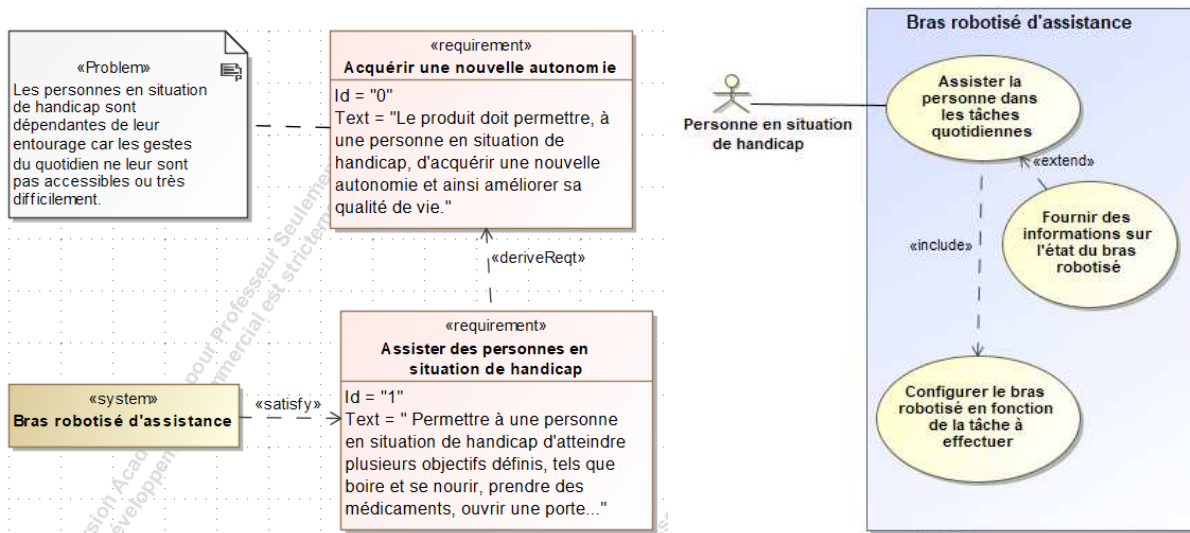 «Problem»
Les personnes en situation
de handicap sont
dépendantes de leur
entourage car les gestes
du quotidien ne leur sont
pas accessibles ou très
difficilement.
«requirement»
Acquérir une nouvelle autonomie
Id = "0"
Text = "Le produit doit permettre, à
une personne en situation de
handicap, d'acquérir une nouvelle
autonomie et ainsi améliorer sa
qualité de vie."
«deriveReqt»
«requirement»
Assister des personnes en
situation de handicap
Id = "1"
Text = " Permettre à une personne
en situation de handicap d'atteindre
plusieurs objectifs définis, tels que
boire et se nourir, prendre des
médicaments, ouvrir une porte..."
«system»
Bras robotisé d'assistance
«satisfy»
pour Professeur Seulement
commercial est strictement
Bras robotisé d'assistance
Personne en situation
de handicap
Assister la
personne dans
les tâches
quotidiennes
«extend»
Fournir des
informations sur
l'état du bras
robotisé
«include»
Configurer le bras
robotisé en fonction
de la tâche à
effectuer